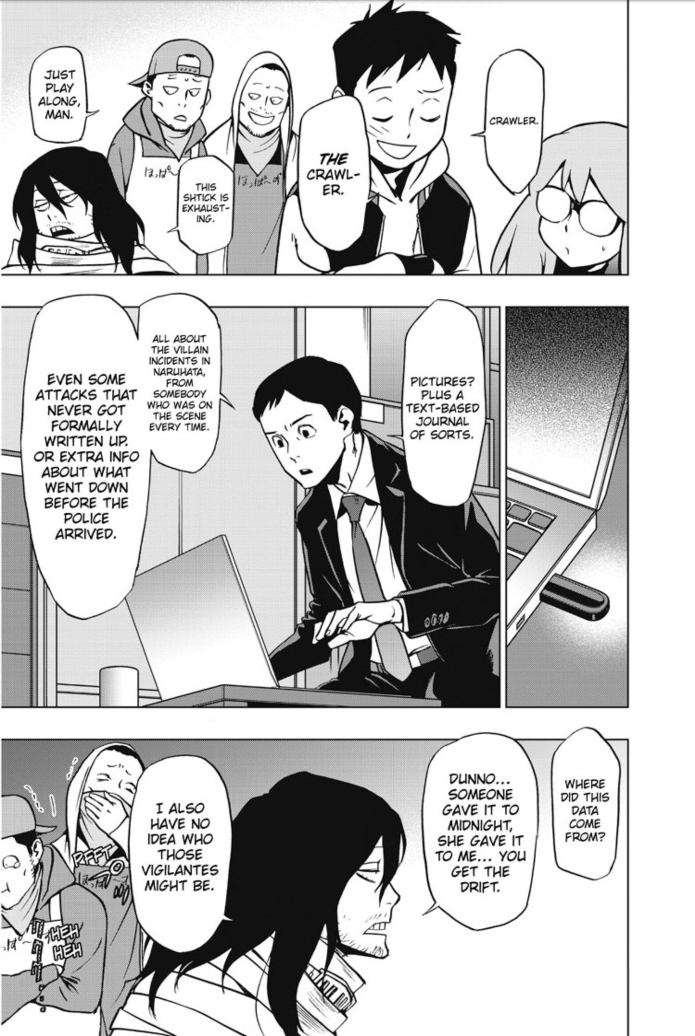 CRAWLER.
THE
CRAWL-
ER.
THIS
SHTICK IS
EXHAUST-
ING.
JUST
PLAY
ALONG,
MAN.
PICTURES?
PLUS A
TEXT-BASED
JOURNAL
OF SORTS.
ALL ABOUT
THE VILLAIN
INCIDENTS IN
NARUHATA,
FROM
SOMEBODY
WHO WAS ON
THE SCENE
EVERY TIME.
EVEN SOME
ATTACKS THAT
NEVER GOT
FORMALLY
WRITTEN UP.
OR EXTRA INFO
ABOUT WHAT
WENT DOWN
BEFORE THE
POLICE
ARRIVED.
WHERE
DID THIS
DATA
COME
FROM?
DUNNO...
SOMEONE
GAVE IT TO
MIDNIGHT,
SHE GAVE IT
TO ME... YOU
GET THE
DRIFT.
I ALSO
HAVE NO
IDEA WHO
THOSE
VIGILANTES
MIGHT BE.
PFFT
HEH
HEH